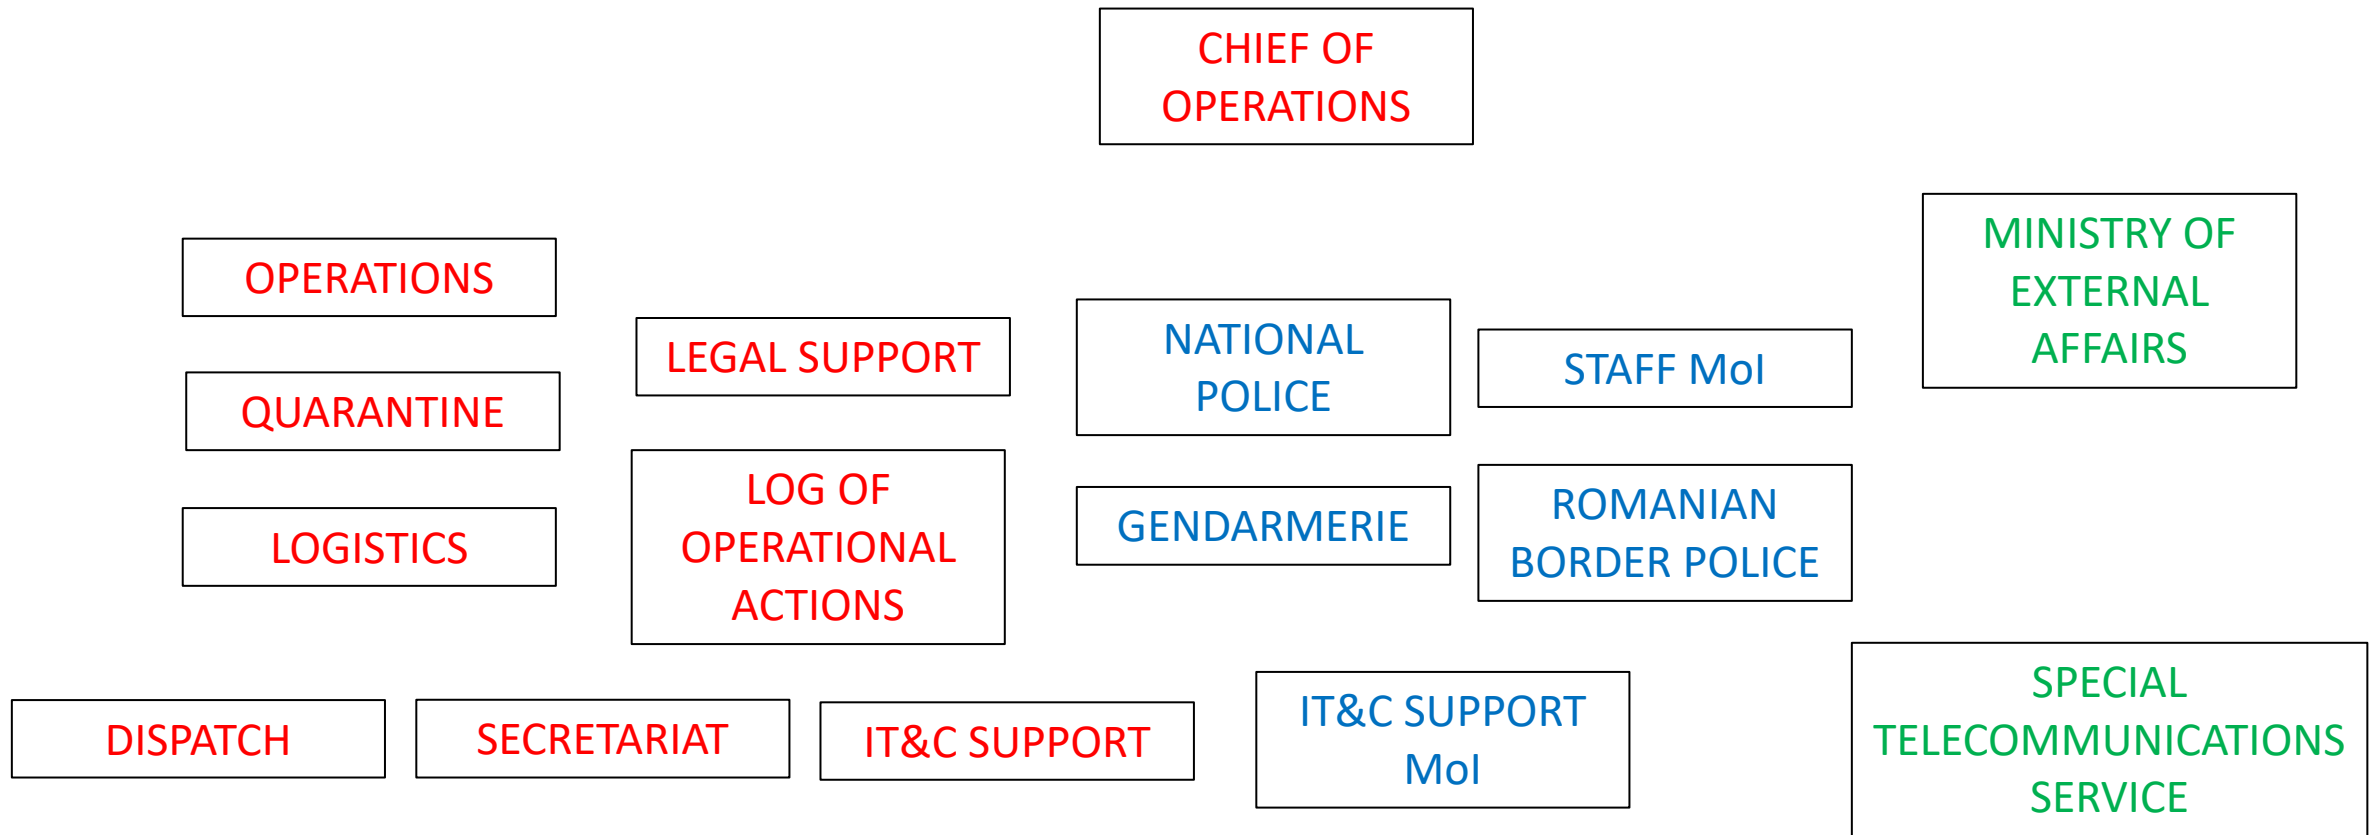 CHIEF OF
OPERATIONS
OPERATIONS
QUARANTINE
LOGISTICS
LEGAL SUPPORT
LOG OF
OPERATIONAL
ACTIONS
NATIONAL
POLICE
GENDARMERIE
STAFF MoI
ROMANIAN
BORDER POLICE
MINISTRY OF
EXTERNAL
AFFAIRS
DISPATCH
SECRETARIAT
IT&C SUPPORT
IT&C SUPPORT
MoI
SPECIAL
TELECOMMUNICATIONS
SERVICE